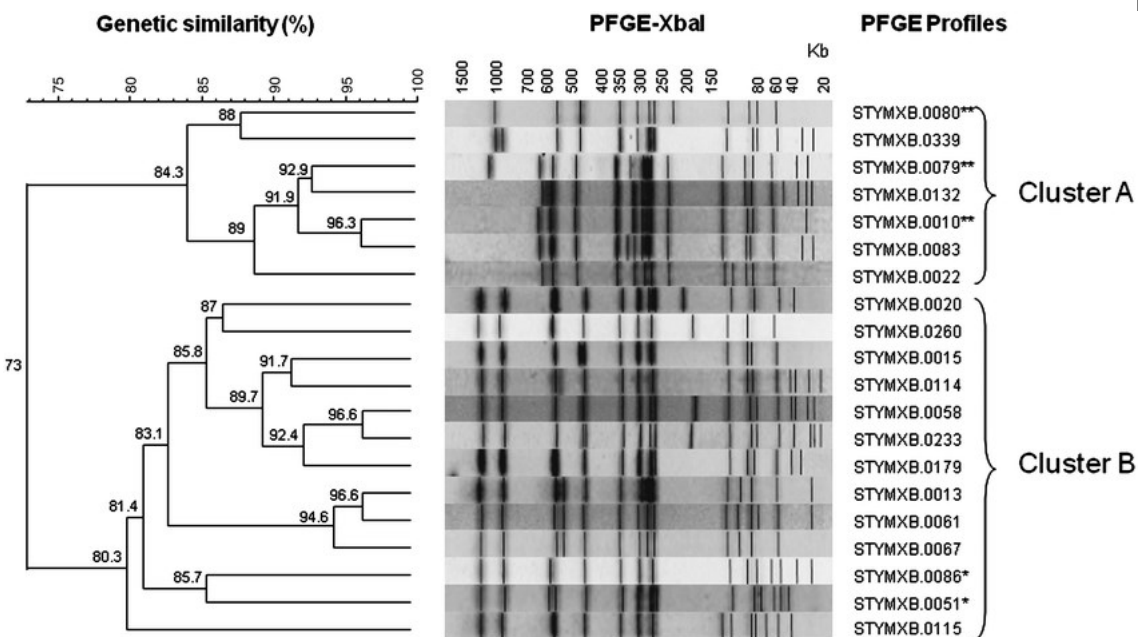 Genetic similarity (%)
PFGE-XbaI
PFGE Profiles
Kb
75 80 85 90 95 100
1500 1000 700 600 500 400 350 300 250 200 150 80 60 40 20
88
84.3
92.9
91.9
96.3
89
73
87
85.8
91.7
89.7
96.6
92.4
83.1
96.6
94.6
81.4
80.3
85.7
STYMXB.0080**
STYMXB.0339
STYMXB.0079**
STYMXB.0132
STYMXB.0010**
STYMXB.0083
STYMXB.0022
STYMXB.0020
STYMXB.0260
STYMXB.0015
STYMXB.0114
STYMXB.0058
STYMXB.0233
STYMXB.0179
STYMXB.0013
STYMXB.0061
STYMXB.0067
STYMXB.0086*
STYMXB.0051*
STYMXB.0115
Cluster A
Cluster B